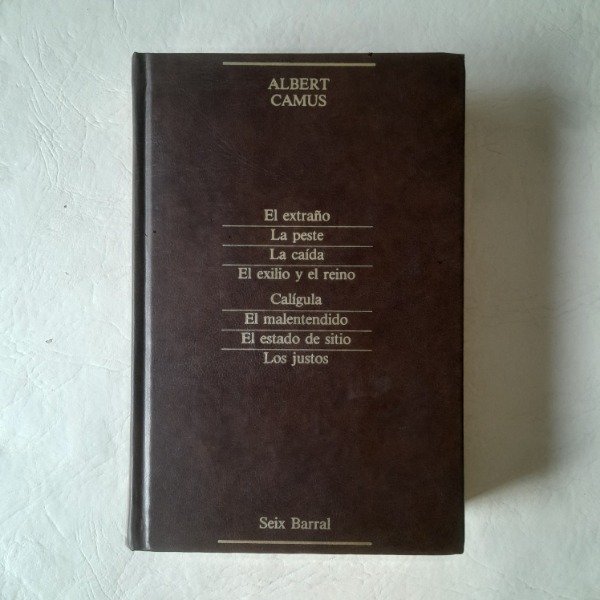 ALBERT
CAMUS
El extraño
La peste
La caída
El exilio y el reino
Calígula
El malentendido
El estado de sitio
Los justos
Seix Barral